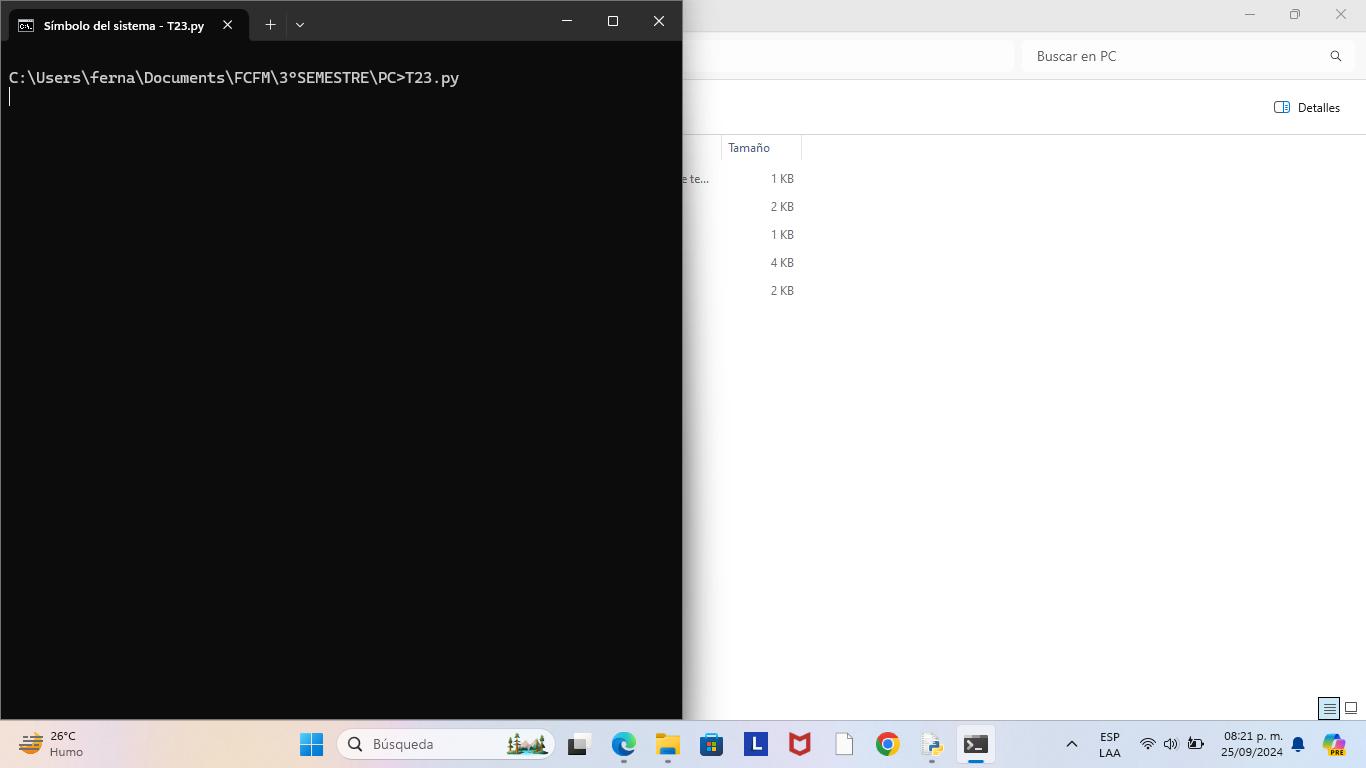 Símbolo del sistema - T23.py
C:\Users\ferna\Documents\FCFM\3°SEMESTRE\PC>T23.py
Buscar en PC
Detalles
Tamaño
e te... 1 KB
2 KB
1 KB
4 KB
2 KB
26°C
Humo
Búsqueda
L
ESP
LAA
08:21 p. m.
25/09/2024
PRE